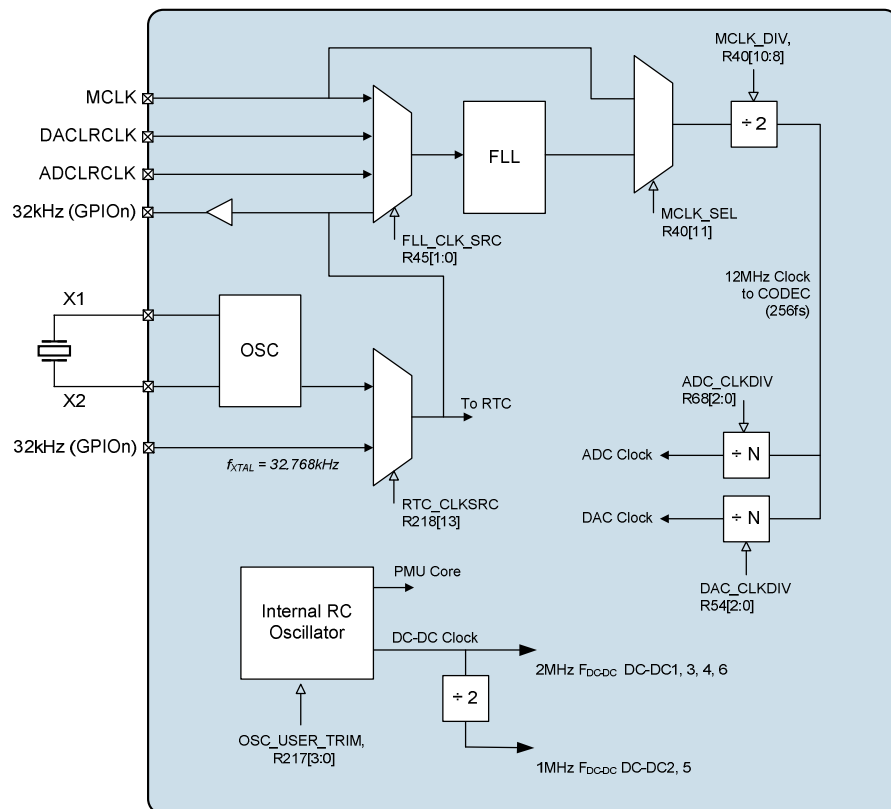 MCLK_DIV,
R40[10:8]
MCLK
DACLRCLK
ADCLRCLK
32kHz (GPIOn)
FLL
÷ 2
FLL_CLK_SRC
R45[1:0]
MCLK_SEL
R40[11]
12MHz Clock
to CODEC
(256fs)
X1
OSC
X2
To RTC
32kHz (GPIOn)
fXTAL = 32.768kHz
RTC_CLKSRC
R218[13]
ADC_CLKDIV
R68[2:0]
ADC Clock
÷ N
DAC Clock
÷ N
DAC_CLKDIV
R54[2:0]
Internal RC
Oscillator
PMU Core
DC-DC Clock
2MHz FDC-DC DC-DC1, 3, 4, 6
÷ 2
1MHz FDC-DC DC-DC2, 5
OSC_USER_TRIM,
R217[3:0]